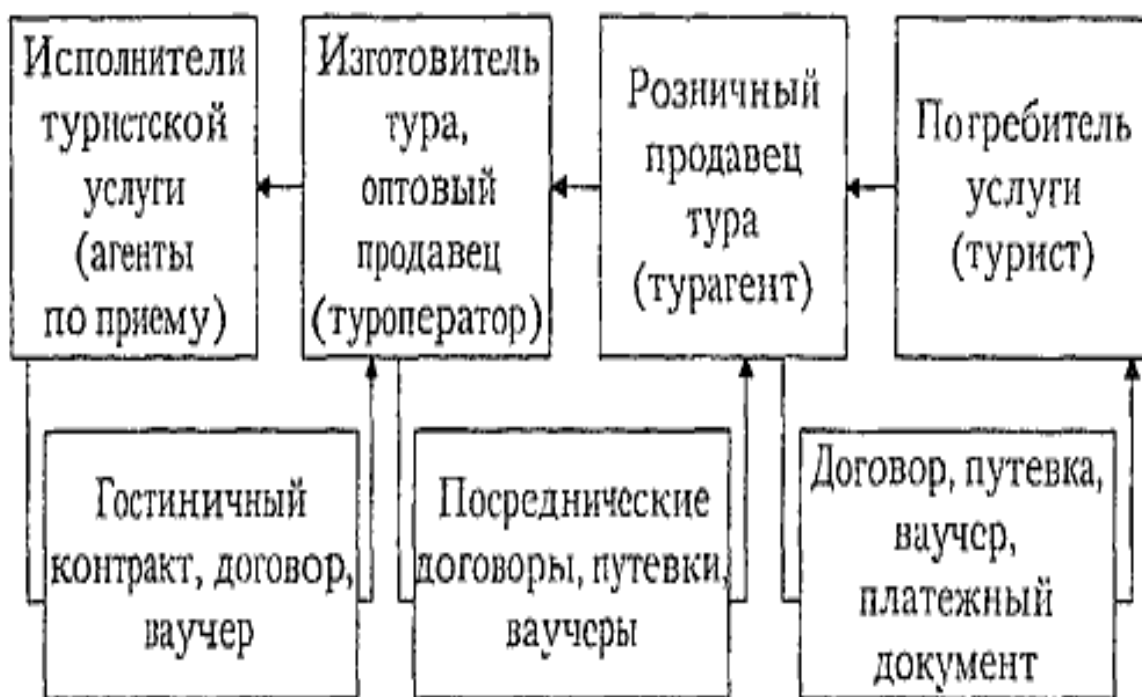 Исполнители
туристской
услуги
(агенты
по приему)
Изготовитель
тура,
оптовый
продавец
(туроператор)
Розничный
продавец
тура
(турагент)
Потребитель
услуги
(турист)
Гостиничный
контракт, договор,
ваучер
Посреднические
договоры, путевки,
ваучеры
Договор, путевка,
ваучер,
платежный
документ